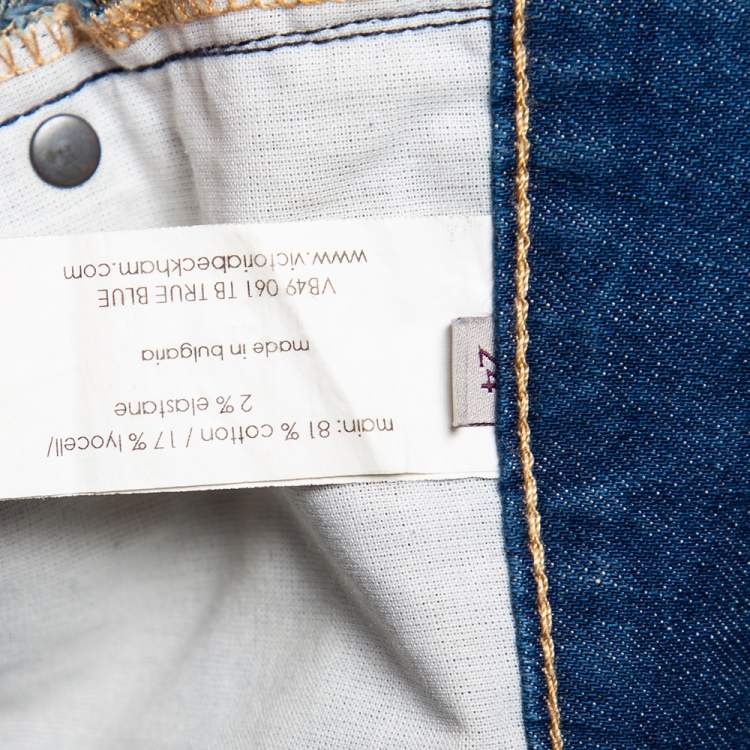 main: 81 % cotton / 17 % lyocell/
2 % elastane
made in bulgaria
VB49 061 TB TRUE BLUE
www.victoriabeckham.com
24